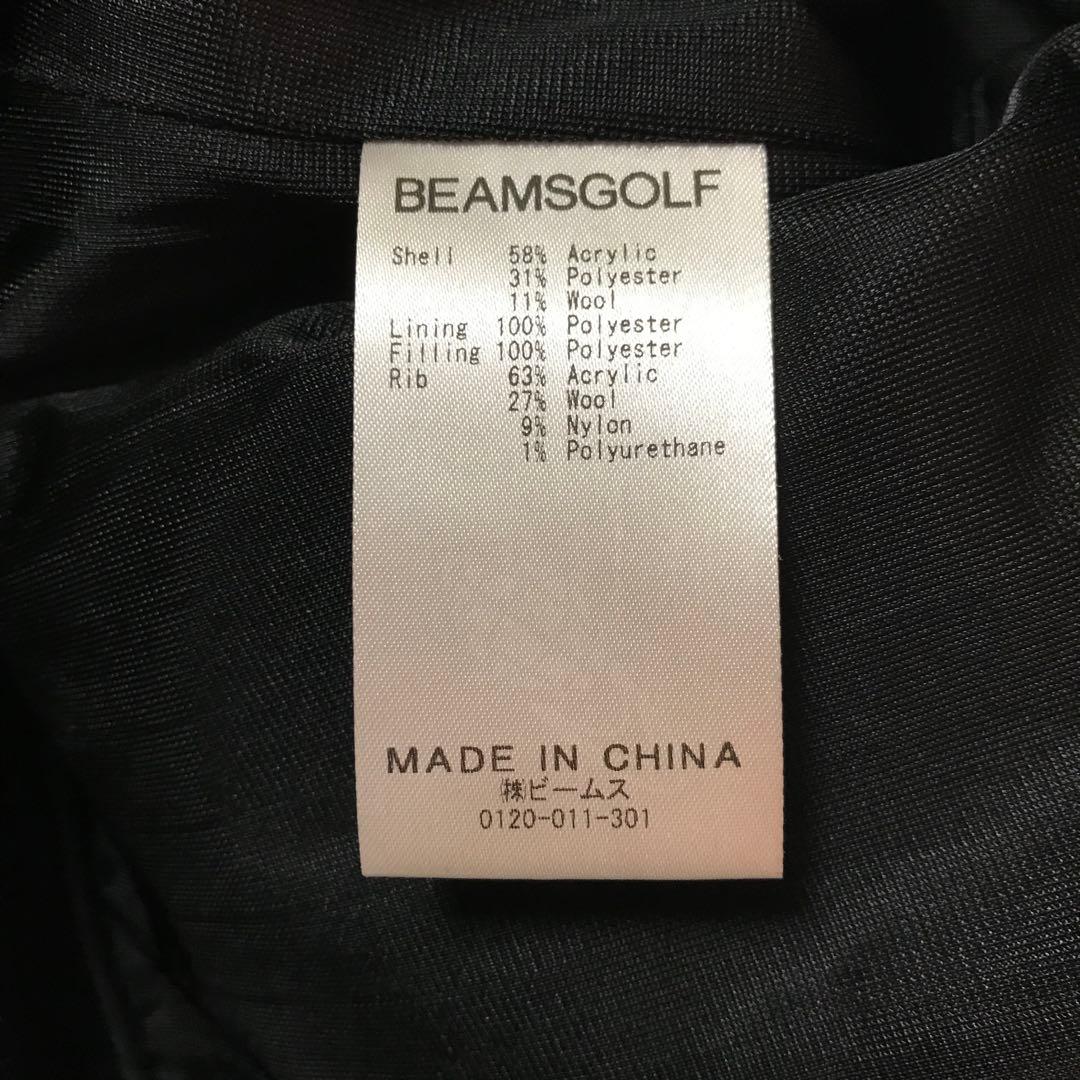 BEAMSGOLF
Shell 58% Acrylic
31% Polyester
11% Wool
Lining 100% Polyester
Filling 100% Polyester
Rib 63% Acrylic
27% Wool
9% Nylon
1% Polyurethane
MADE IN CHINA
㈱ビームス
0120-011-301